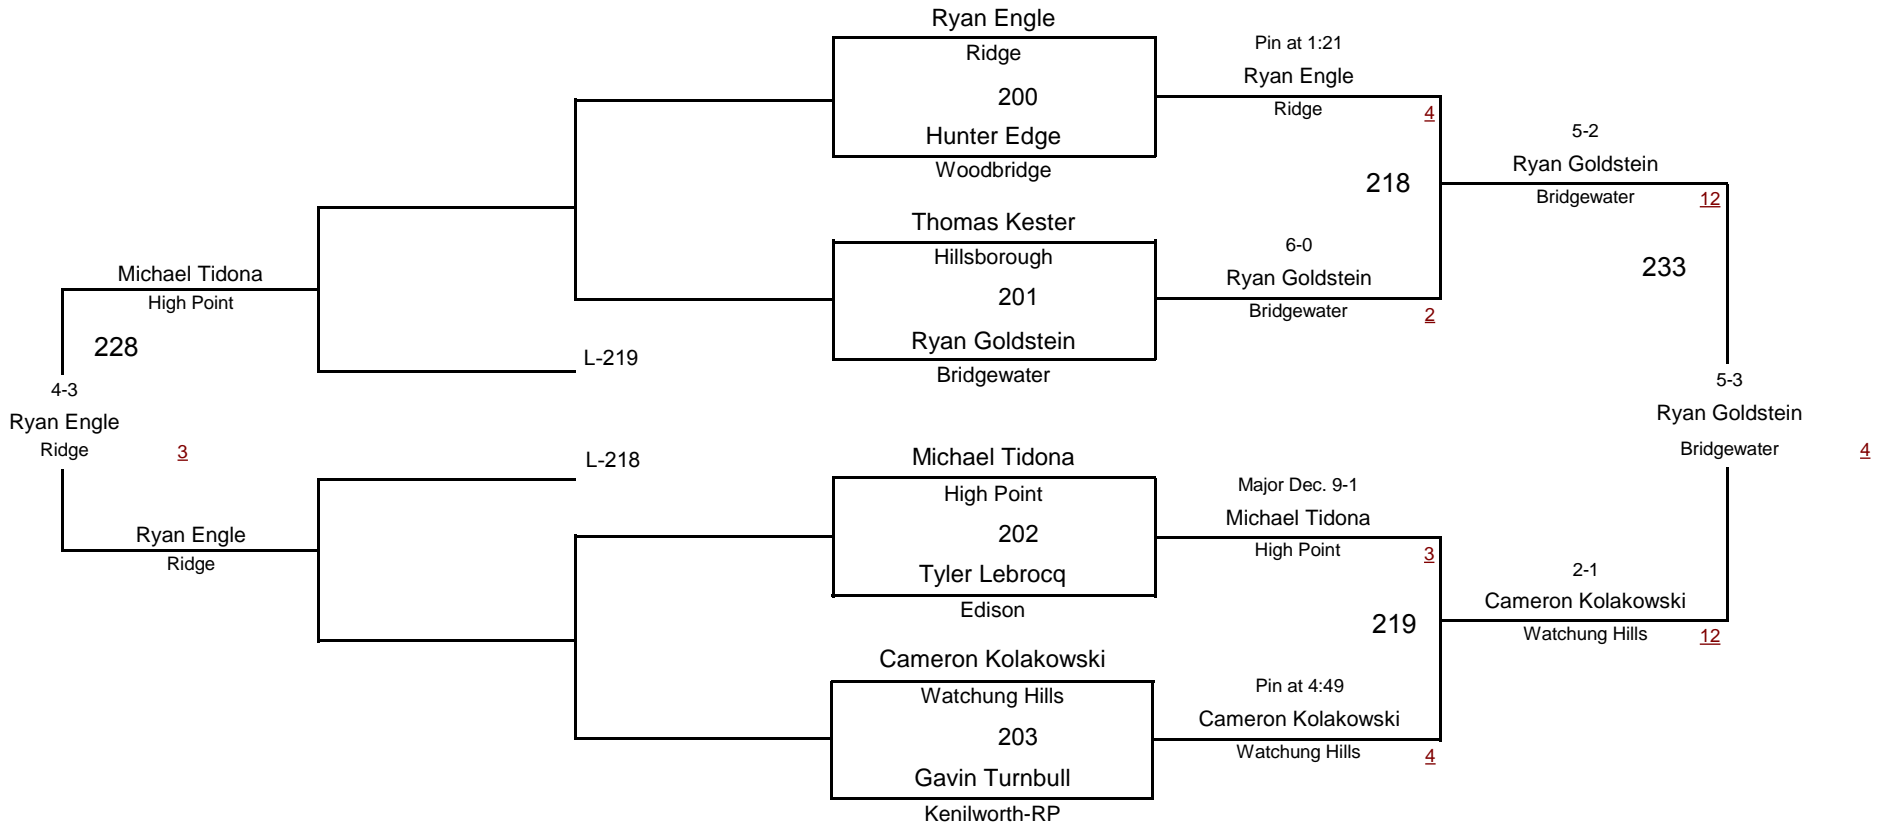 Ryan Engle
Ridge
200
Hunter Edge
Woodbridge
Pin at 1:21
Ryan Engle
Ridge
4
218
5-2
Ryan Goldstein
Bridgewater
12
Thomas Kester
Hillsborough
201
Ryan Goldstein
Bridgewater
6-0
Ryan Goldstein
Bridgewater
2
233
Michael Tidona
High Point
228
L-219
4-3
Ryan Engle
Ridge
3
5-3
Ryan Goldstein
Bridgewater
4
L-218
Ryan Engle
Ridge
Michael Tidona
High Point
202
Tyler Lebrocq
Edison
Major Dec. 9-1
Michael Tidona
High Point
3
219
2-1
Cameron Kolakowski
Watchung Hills
12
Cameron Kolakowski
Watchung Hills
203
Gavin Turnbull
Kenilworth-RP
Pin at 4:49
Cameron Kolakowski
Watchung Hills
4